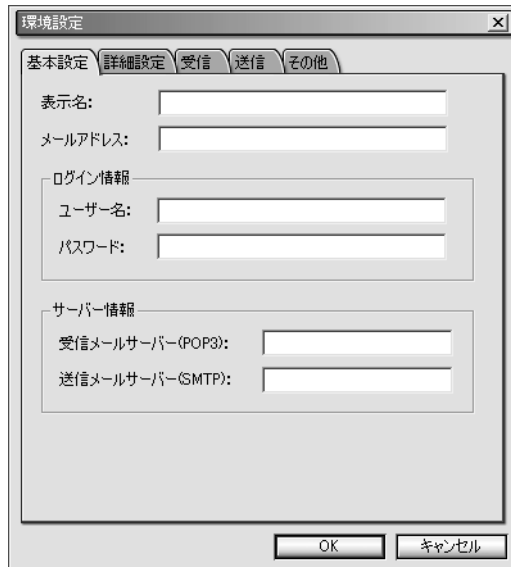 環境設定
基本設定 詳細設定 受信 送信 その他
表示名:
メールアドレス:
ログイン情報
ユーザー名:
パスワード:
サーバー情報
受信メールサーバー(POP3):
送信メールサーバー(SMTP):
OK キャンセル